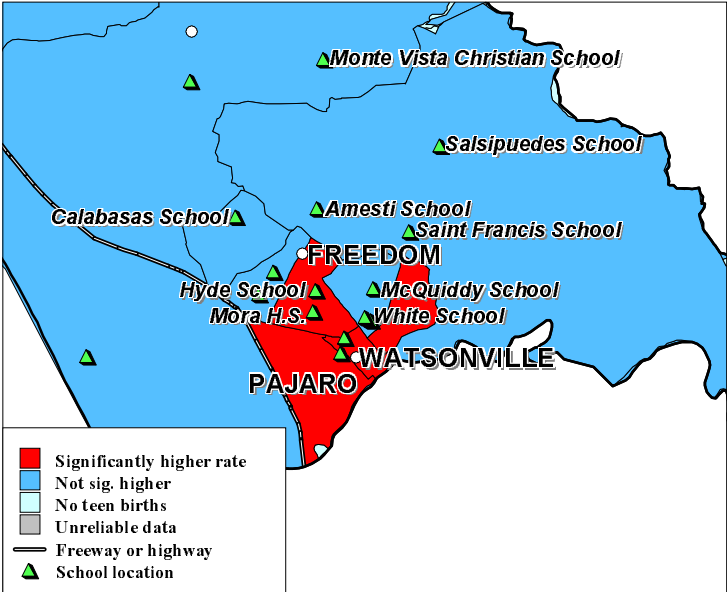 Monte Vista Christian School
Salsipuedes School
Amesti School
Calabasas School
Saint Francis School
FREEDOM
Hyde School
McQuiddy School
Mora H.S.
White School
WATSONVILLE
PAJARO
Significantly higher rate
Not sig. higher
No teen births
Unreliable data
Freeway or highway
School location